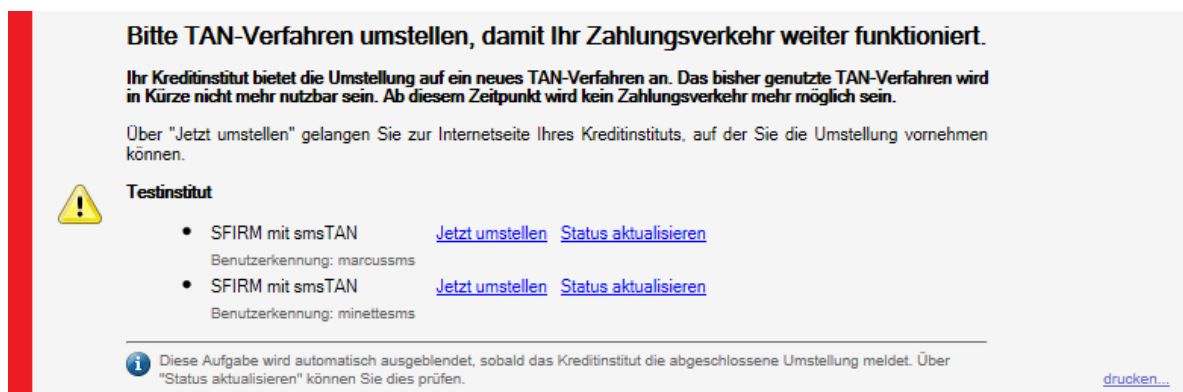 Bitte TAN-Verfahren umstellen, damit Ihr Zahlungsverkehr weiter funktioniert.
Ihr Kreditinstitut bietet die Umstellung auf ein neues TAN-Verfahren an. Das bisher genutzte TAN-Verfahren wird
in Kürze nicht mehr nutzbar sein. Ab diesem Zeitpunkt wird kein Zahlungsverkehr mehr möglich sein.
Über "Jetzt umstellen" gelangen Sie zur Internetseite Ihres Kreditinstituts, auf der Sie die Umstellung vornehmen
können.
Testinstitut
• SFIRM mit smsTAN Jetzt umstellen Status aktualisieren
Benutzerkennung: marcussms
• SFIRM mit smsTAN Jetzt umstellen Status aktualisieren
Benutzerkennung: minettesms
Diese Aufgabe wird automatisch ausgeblendet, sobald das Kreditinstitut die abgeschlossene Umstellung meldet. Über
"Status aktualisieren" können Sie dies prüfen.
drucken...